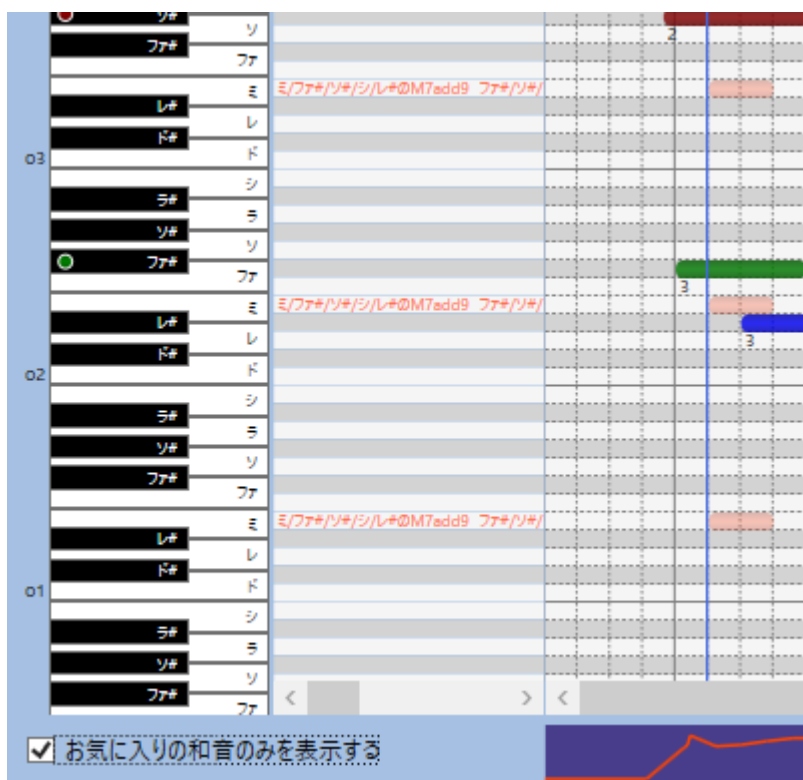 ソ#
ソ
2
ファ#
ファ
ミ
ミ/ファ#/ソ#/シ/レ#のM7add9 ファ#/ソ#/
レ#
レ
ド#
o3
ド
シ
ラ#
ラ
ソ#
ソ
ファ#
ファ
3
ミ
ミ/ファ#/ソ#/シ/レ#のM7add9 ファ#/ソ#/
レ#
レ
3
ド#
o2
ド
シ
ラ#
ラ
ソ#
ソ
ファ#
ファ
ミ
ミ/ファ#/ソ#/シ/レ#のM7add9 ファ#/ソ#/
レ#
レ
ド#
o1
ド
シ
ラ#
ラ
ソ#
ソ
ファ#
ファ
お気に入りの和音のみを表示する